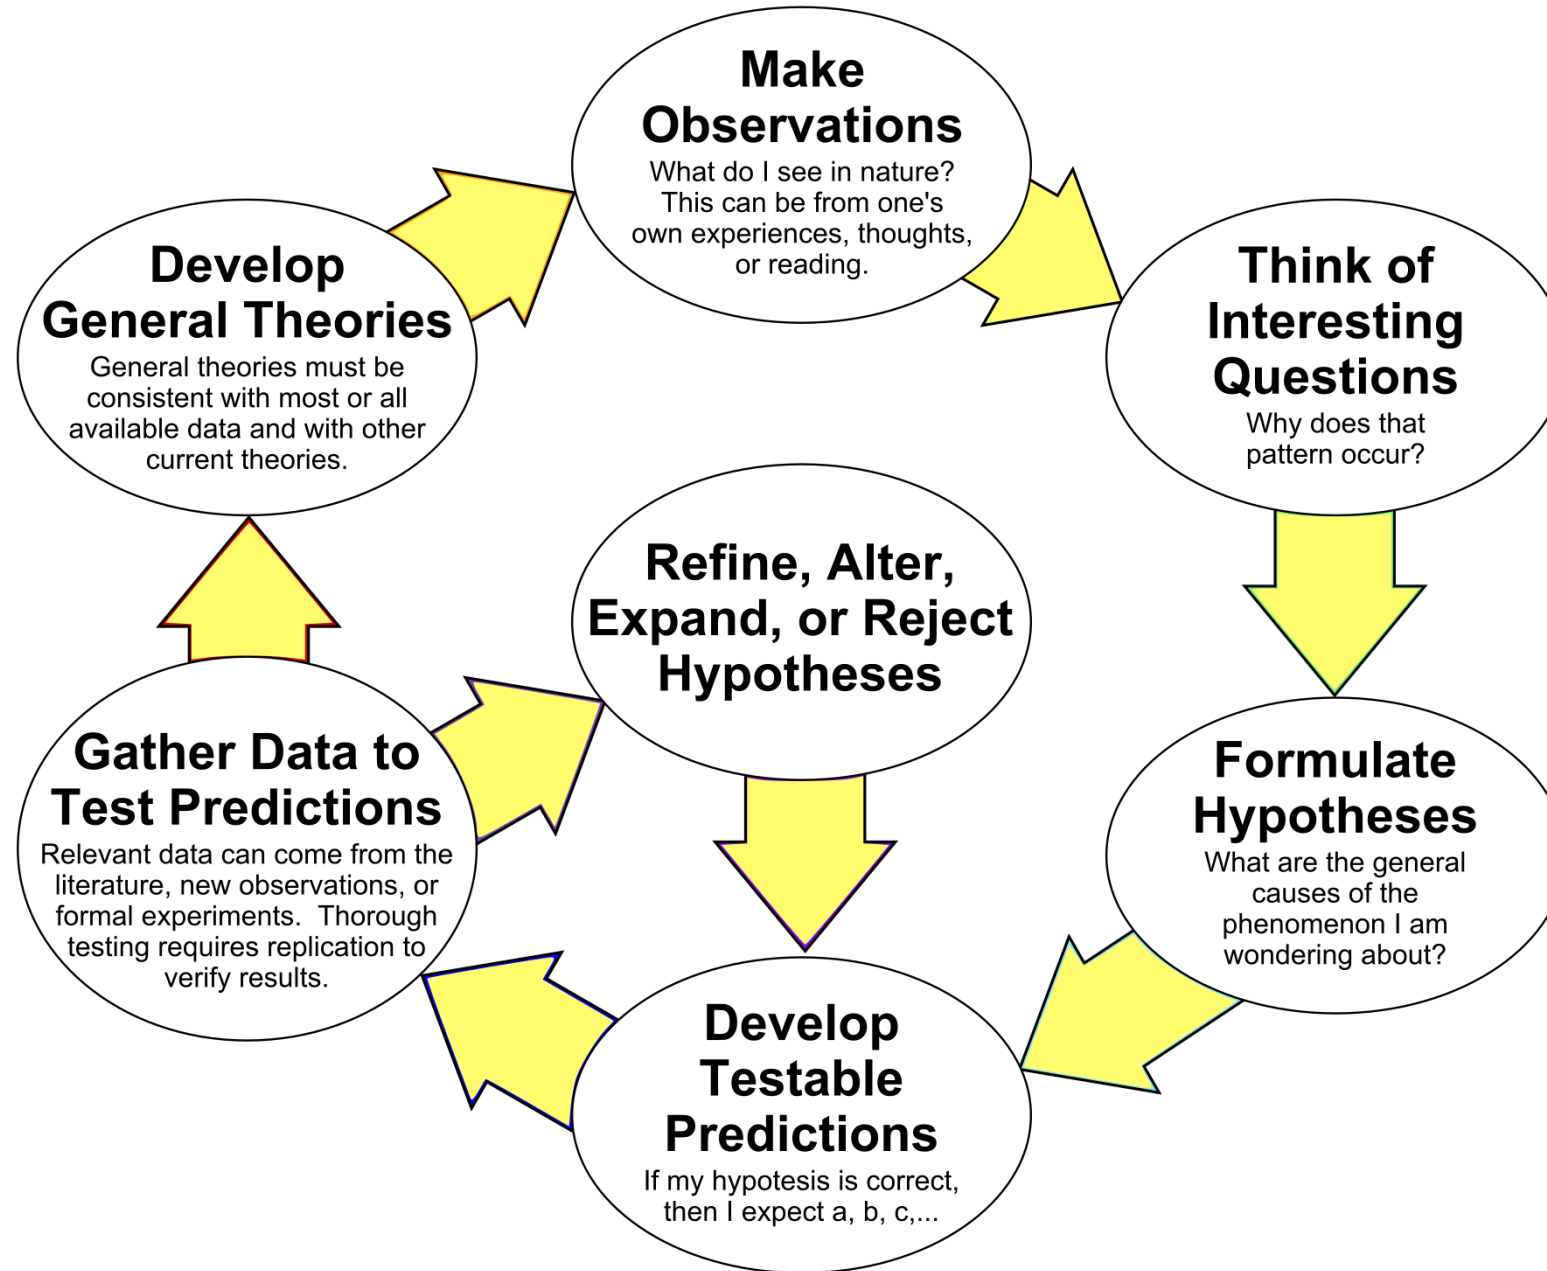 Make
Observations
What do I see in nature?
This can be from one's
own experiences, thoughts,
or reading.
Think of
Interesting
Questions
Why does that
pattern occur?
Formulate
Hypotheses
What are the general
causes of the
phenomenon I am
wondering about?
Develop
Testable
Predictions
If my hypotesis is correct,
then I expect a, b, c,...
Gather Data to
Test Predictions
Relevant data can come from the
literature, new observations, or
formal experiments.  Thorough
testing requires replication to
verify results.
Refine, Alter,
Expand, or Reject
Hypotheses
Develop
General Theories
General theories must be
consistent with most or all
available data and with other
current theories.